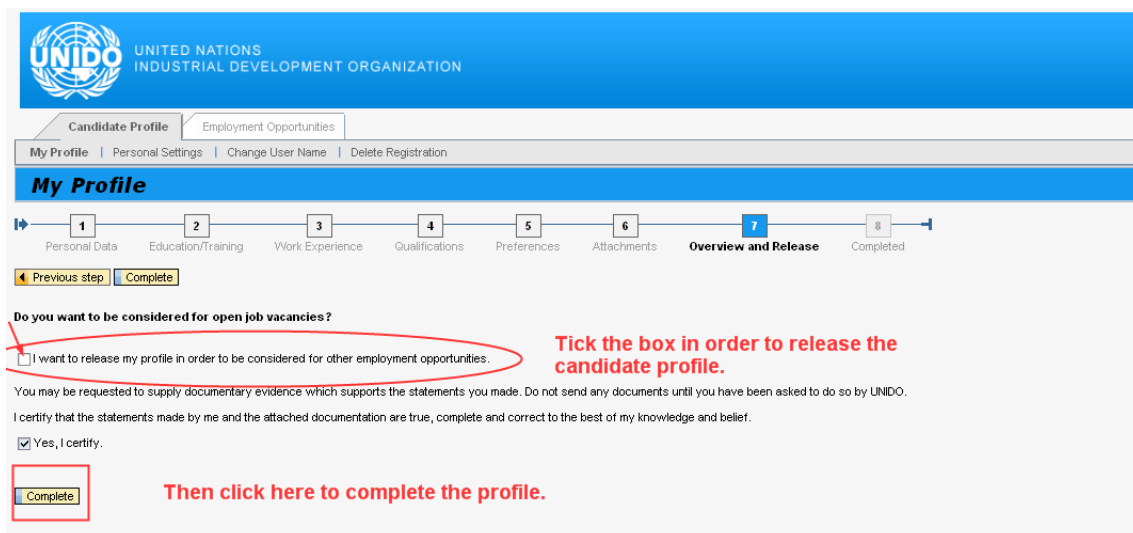 UNIDO
UNITED NATIONS
INDUSTRIAL DEVELOPMENT ORGANIZATION
Candidate Profile Employment Opportunities
My Profile | Personal Settings | Change User Name | Delete Registration
My Profile
1 2 3 4 5 6 7 8
Personal Data Education/Training Work Experience Qualifications Preferences Attachments Overview and Release Completed
Previous step Complete
Do you want to be considered for open job vacancies?
I want to release my profile in order to be considered for other employment opportunities.
Tick the box in order to release the
candidate profile.
You may be requested to supply documentary evidence which supports the statements you made. Do not send any documents until you have been asked to do so by UNIDO.
I certify that the statements made by me and the attached documentation are true, complete and correct to the best of my knowledge and belief.
Yes, I certify.
Complete
Then click here to complete the profile.